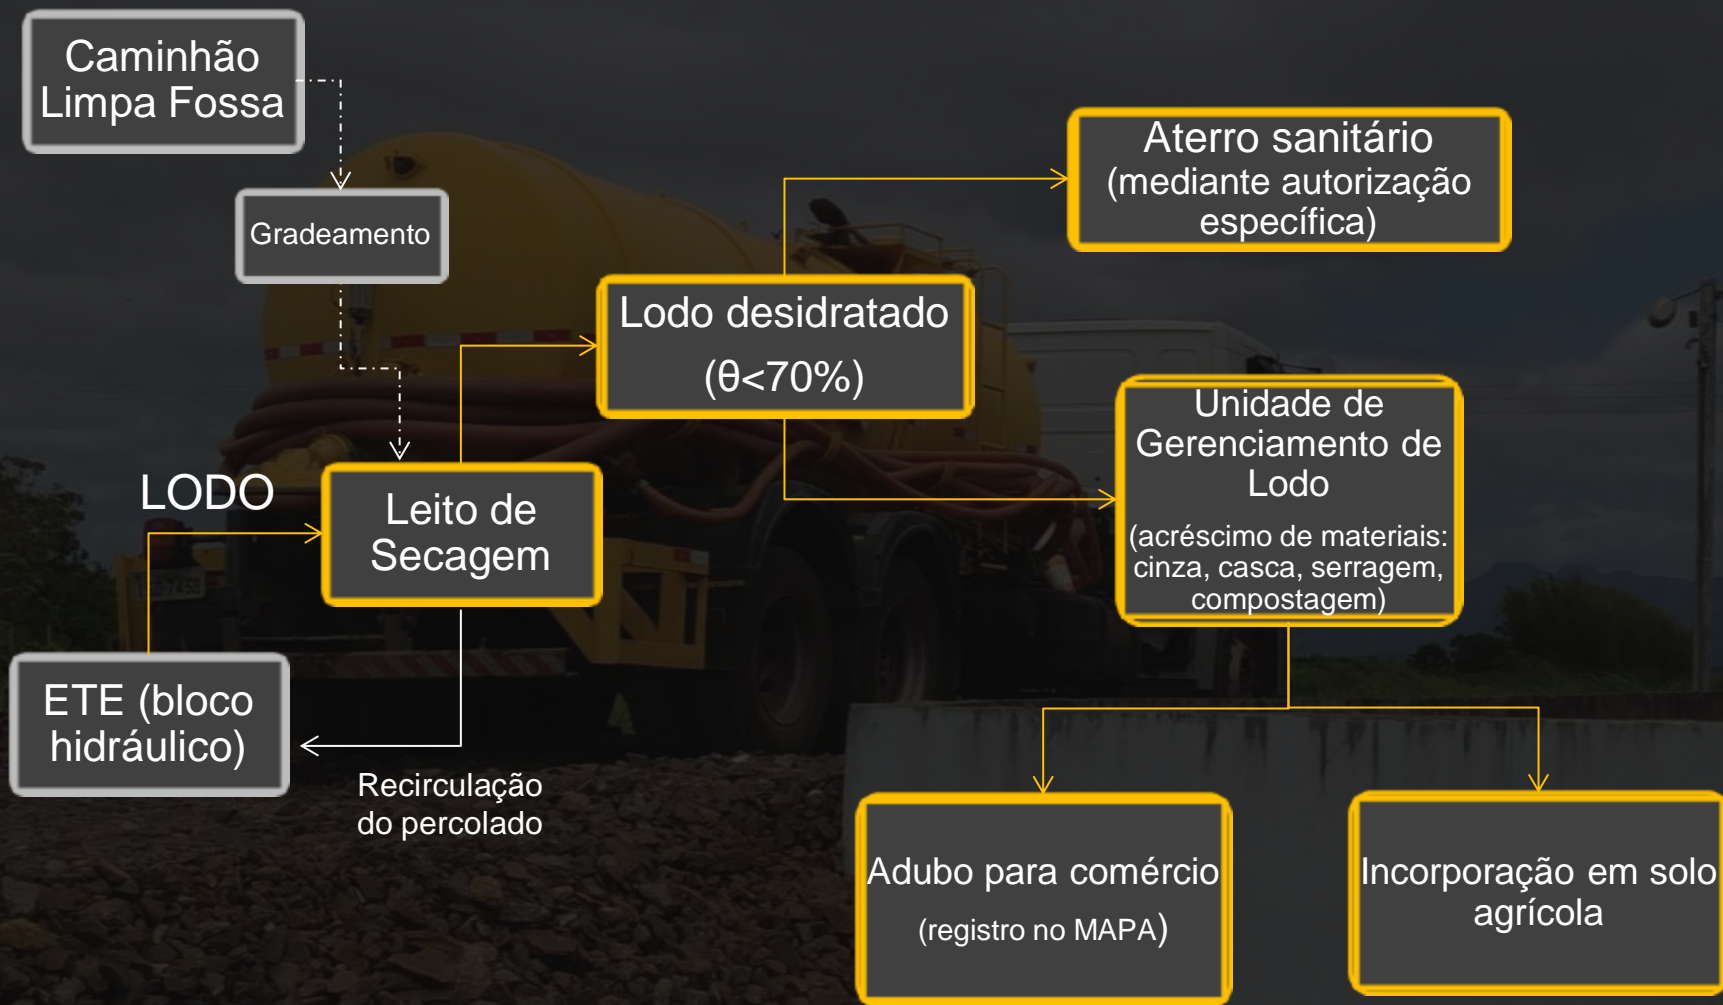 Caminhão
Limpa Fossa
Gradeamento
Aterro sanitário
(mediante autorização
específica)
Lodo desidratado
(θ<70%)
Unidade de
Gerenciamento de
Lodo
(acréscimo de materiais:
cinza, casca, serragem,
compostagem)
LODO
Leito de
Secagem
ETE (bloco
hidráulico)
Recirculação
do percolado
Adubo para comércio
(registro no MAPA)
Incorporação em solo
agrícola